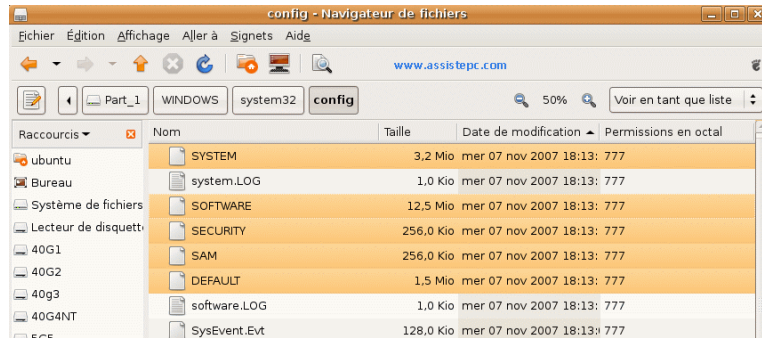 config - Navigateur de fichiers
Fichier Édition Affichage Aller à Signets Aide
www.assistepc.com
Part_1 WINDOWS system32 config 50% Voir en tant que liste
Raccourcis Nom Taille Date de modification Permissions en octal
ubuntu SYSTEM 3,2 Mio mer 07 nov 2007 18:13: 777
Bureau system.LOG 1,0 Kio mer 07 nov 2007 18:13: 777
Système de fichiers SOFTWARE 12,5 Mio mer 07 nov 2007 18:13: 777
Lecteur de disquett SECURITY 256,0 Kio mer 07 nov 2007 18:13: 777
40G1 SAM 256,0 Kio mer 07 nov 2007 18:13: 777
40G2 DEFAULT 1,5 Mio mer 07 nov 2007 18:13: 777
40g3 software.LOG 1,0 Kio mer 07 nov 2007 18:13: 777
40G4NT SysEvent.Evt 128,0 Kio mer 07 nov 2007 18:13: 777